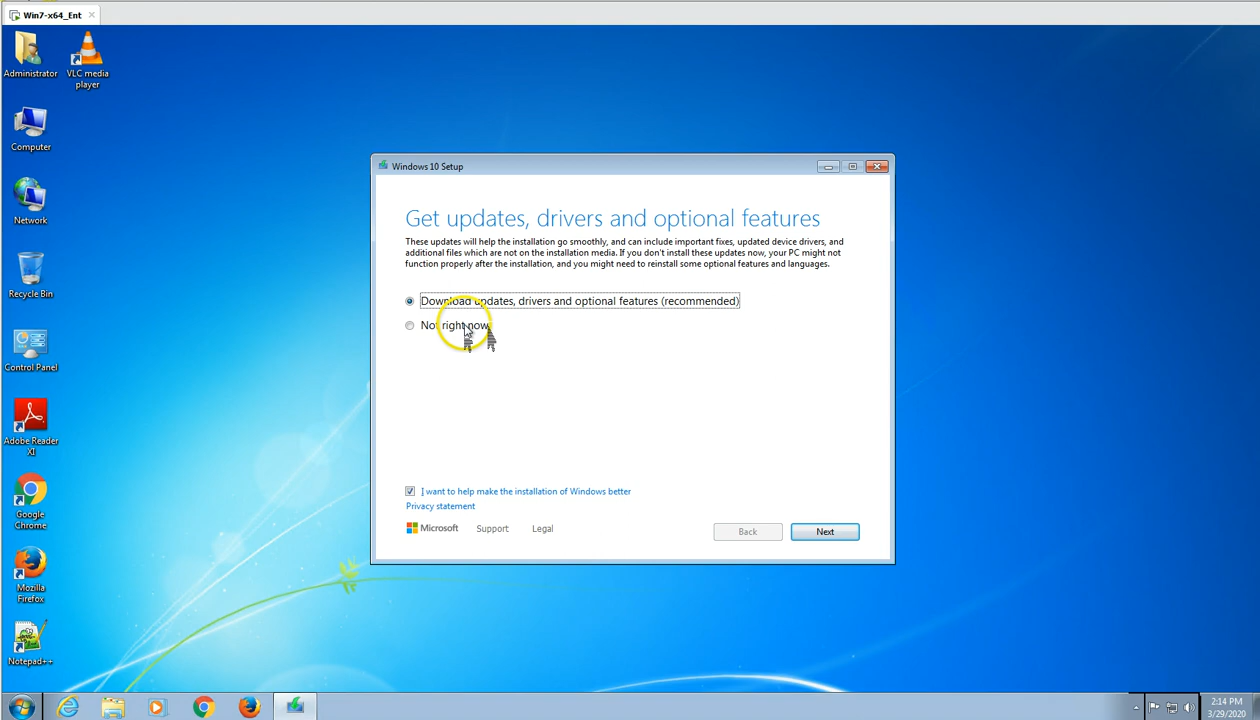 Win7-x64_Ent
Administrator
VLC media
player
Computer
Network
Recycle Bin
Control Panel
Adobe Reader
XI
Google
Chrome
Mozilla
Firefox
Notepad++
Windows 10 Setup
Get updates, drivers and optional features
These updates will help the installation go smoothly, and can include important fixes, updated device drivers, and
additional files which are not on the installation media. If you don't install these updates now, your PC might not
function properly after the installation, and you might need to reinstall some optional features and languages.
Download updates, drivers and optional features (recommended)
Not right now
I want to help make the installation of Windows better
Privacy statement
Microsoft Support Legal
Back Next
2:14 PM
3/29/2020